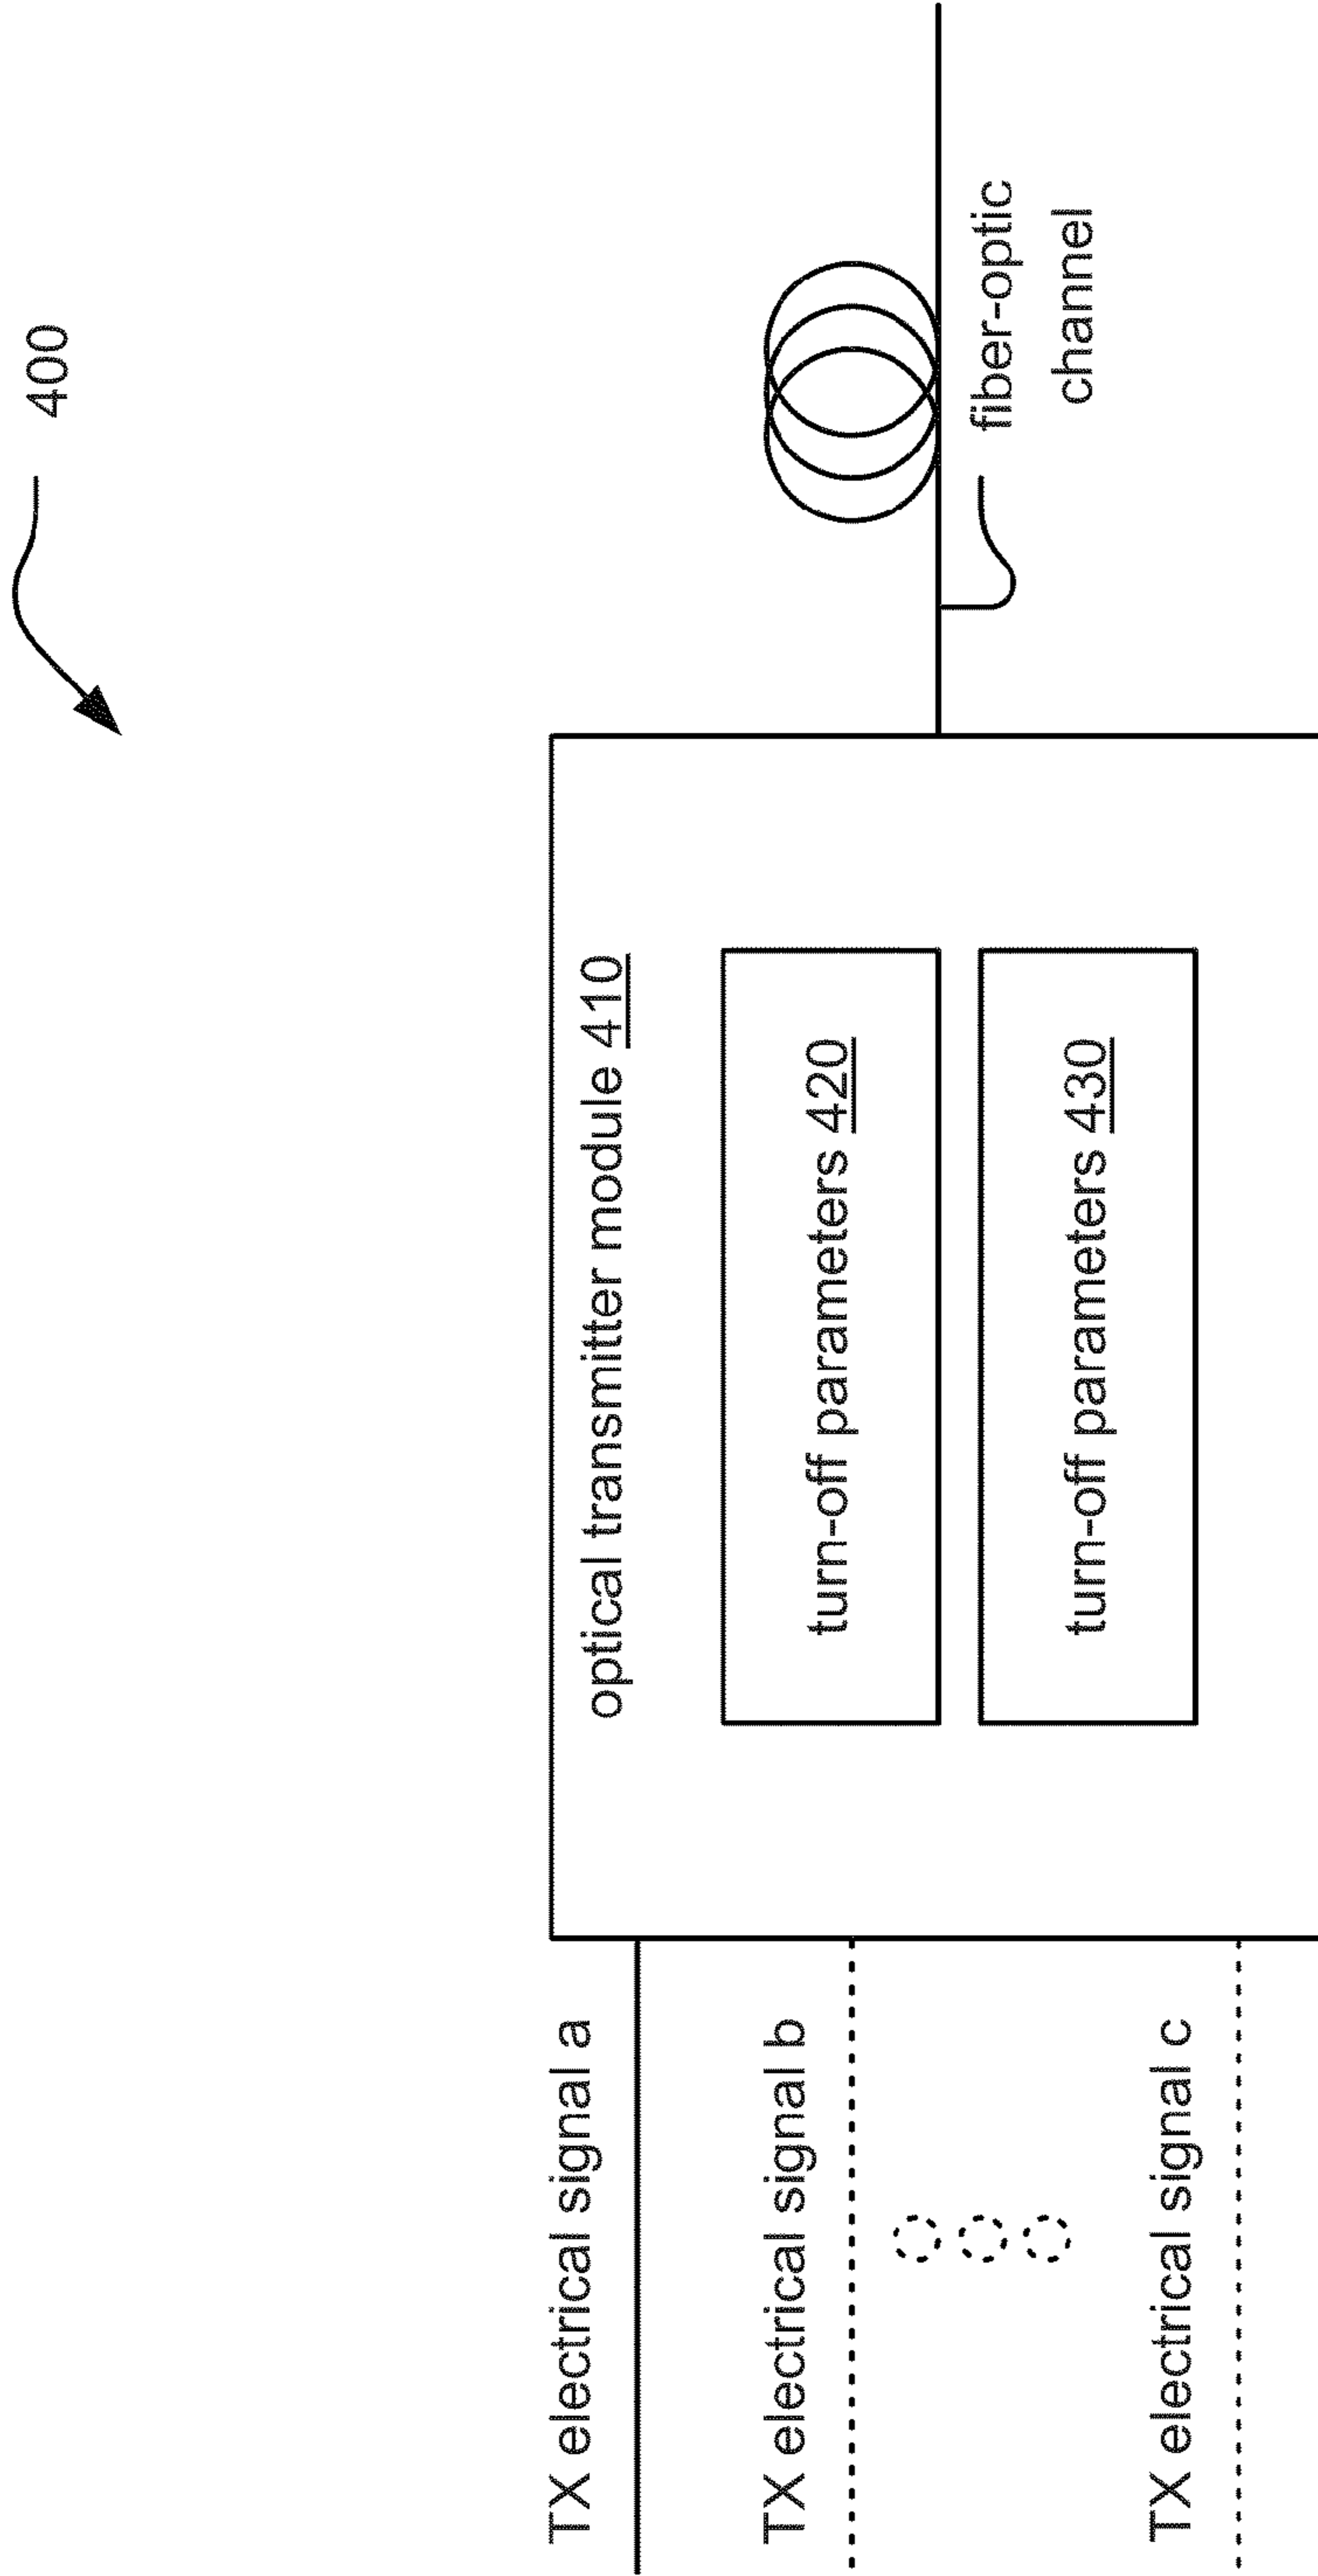 400
optical transmitter module 410
turn-off parameters 420
turn-off parameters 430
TX electrical signal a
TX electrical signal b
TX electrical signal c
fiber-optic
channel